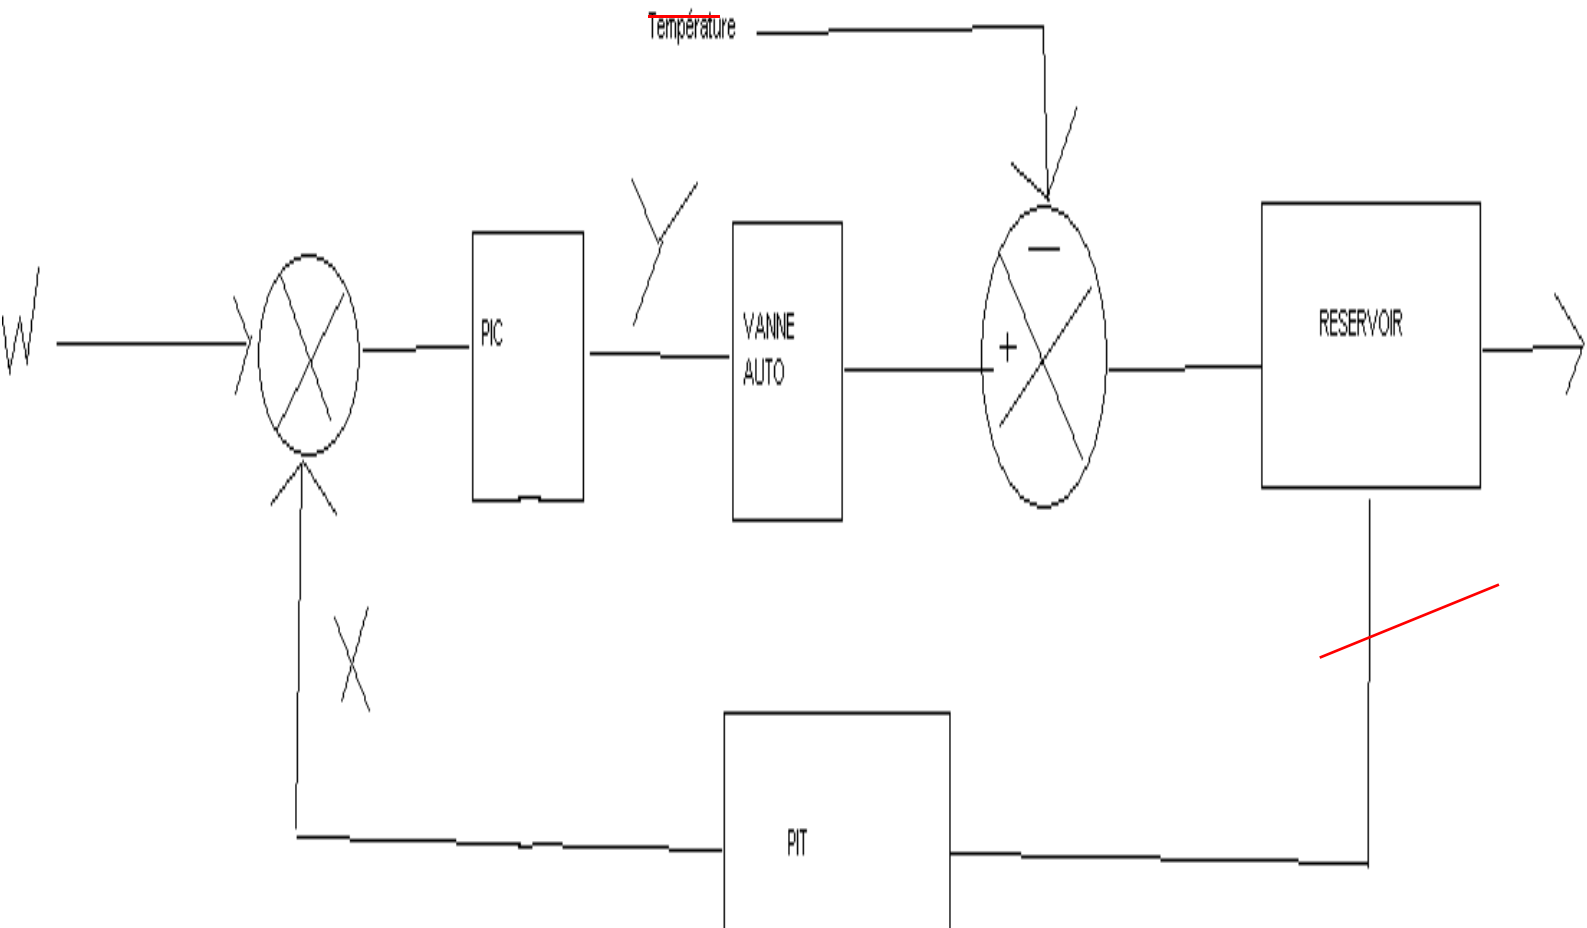 Température
Y
W
PIC
VANNE
AUTO
−
+
RESERVOIR
X
PIT